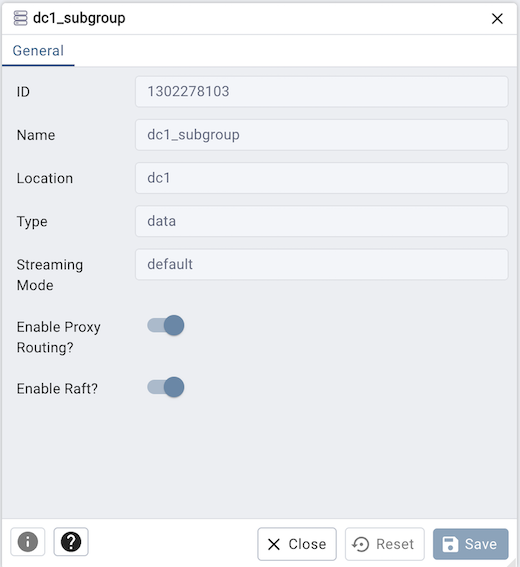 dc1_subgroup
General
ID
1302278103
Name
dc1_subgroup
Location
dc1
Type
data
Streaming
Mode
default
Enable Proxy
Routing?
Enable Raft?
Close
Reset
Save